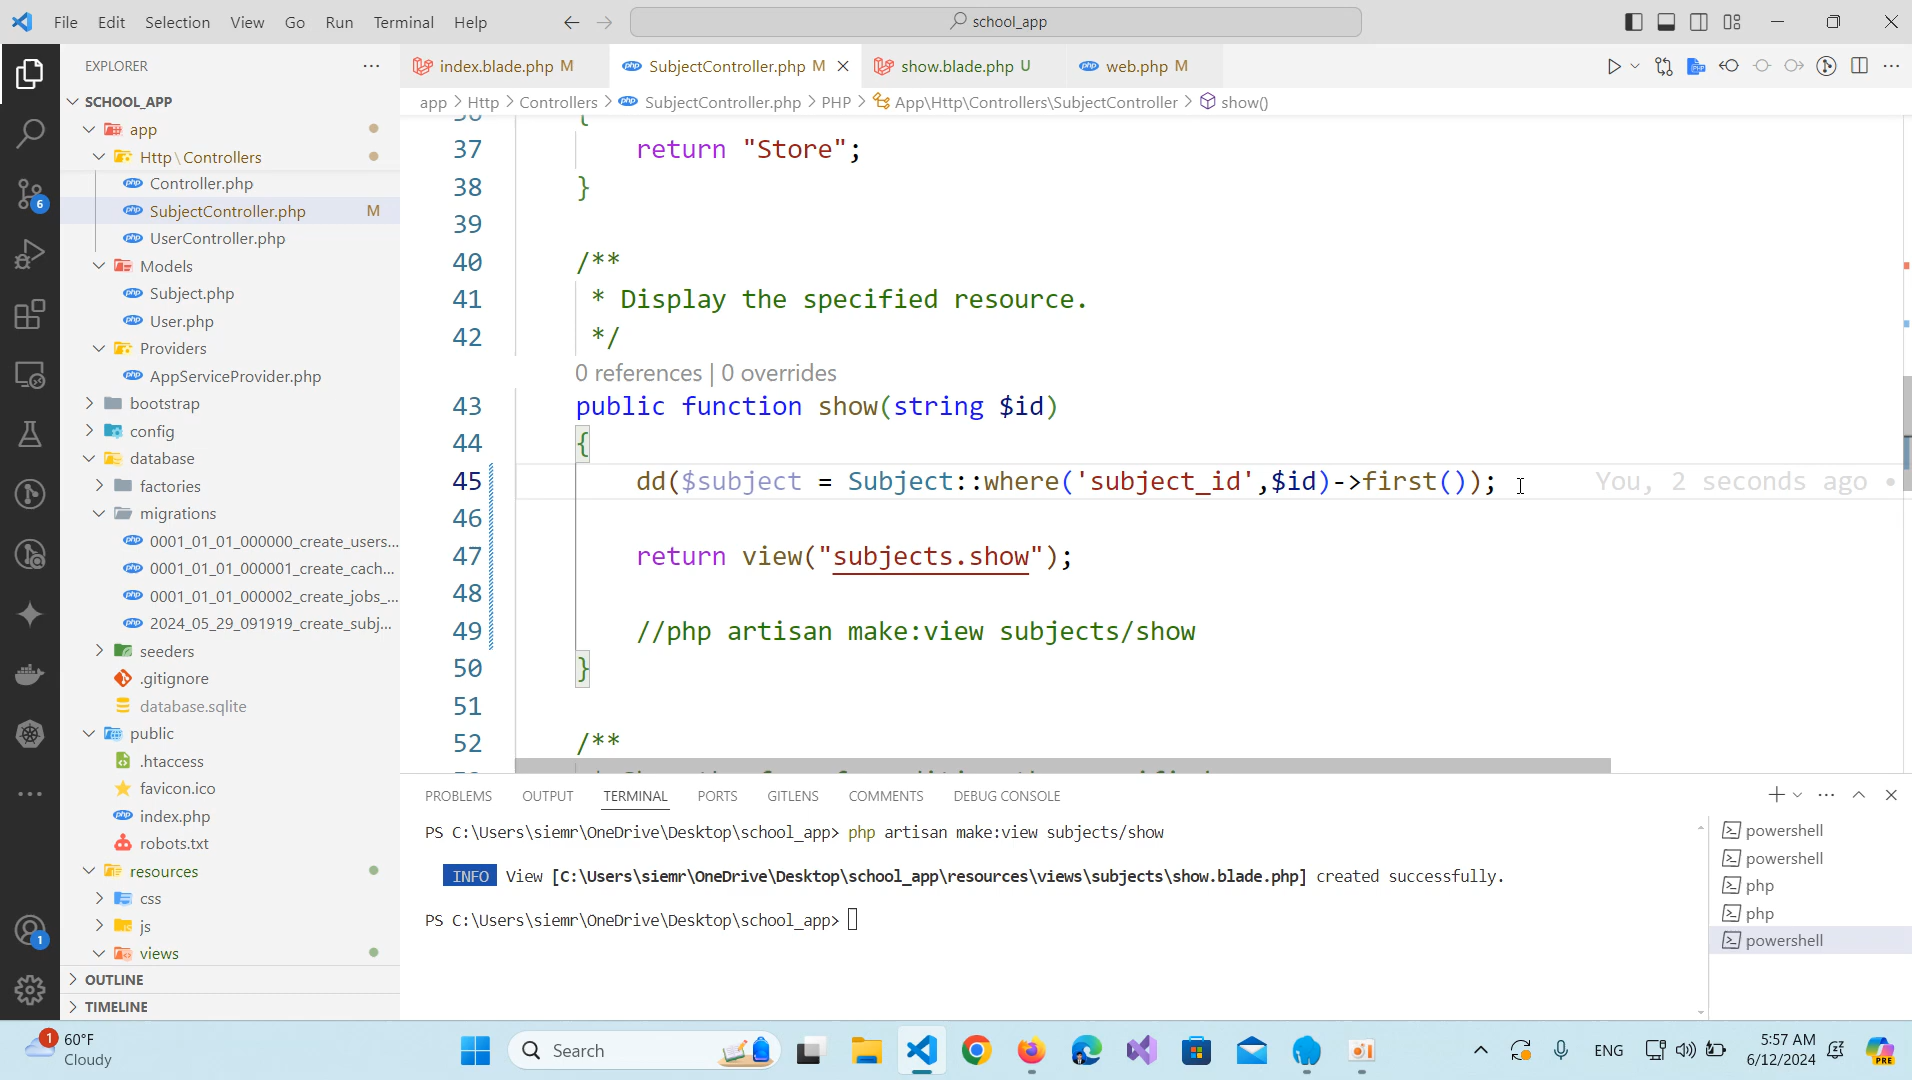 File Edit Selection View Go Run Terminal Help
school_app
EXPLORER
index.blade.php M
SubjectController.php M
show.blade.php U
web.php M
app > Http > Controllers > SubjectController.php > PHP > App\Http\Controllers\SubjectController > show()
SCHOOL_APP
app
Http\Controllers
Controller.php
SubjectController.php M
UserController.php
Models
Subject.php
User.php
Providers
AppServiceProvider.php
bootstrap
config
database
factories
migrations
0001_01_01_000000_create_users...
0001_01_01_000001_create_cach...
0001_01_01_000002_create_jobs_...
2024_05_29_091919_create_subj...
seeders
.gitignore
database.sqlite
public
.htaccess
favicon.ico
index.php
robots.txt
resources
css
js
views
OUTLINE
TIMELINE
6
1
36 {
37 return "Store";
38 }
39
40 /**
41 * Display the specified resource.
42 */
0 references | 0 overrides
43 public function show(string $id)
44 {
45 dd($subject = Subject::where('subject_id',$id)->first()); You, 2 seconds ago •
46
47 return view("subjects.show");
48
49 //php artisan make:view subjects/show
50 }
51
52 /**
PROBLEMS OUTPUT TERMINAL PORTS GITLENS COMMENTS DEBUG CONSOLE
PS C:\Users\siemr\OneDrive\Desktop\school_app> php artisan make:view subjects/show
INFO View [C:\Users\siemr\OneDrive\Desktop\school_app\resources\views\subjects\show.blade.php] created successfully.
PS C:\Users\siemr\OneDrive\Desktop\school_app>
powershell
powershell
php
php
powershell
1
60°F
Cloudy
Search
ENG
5:57 AM
6/12/2024
PRE